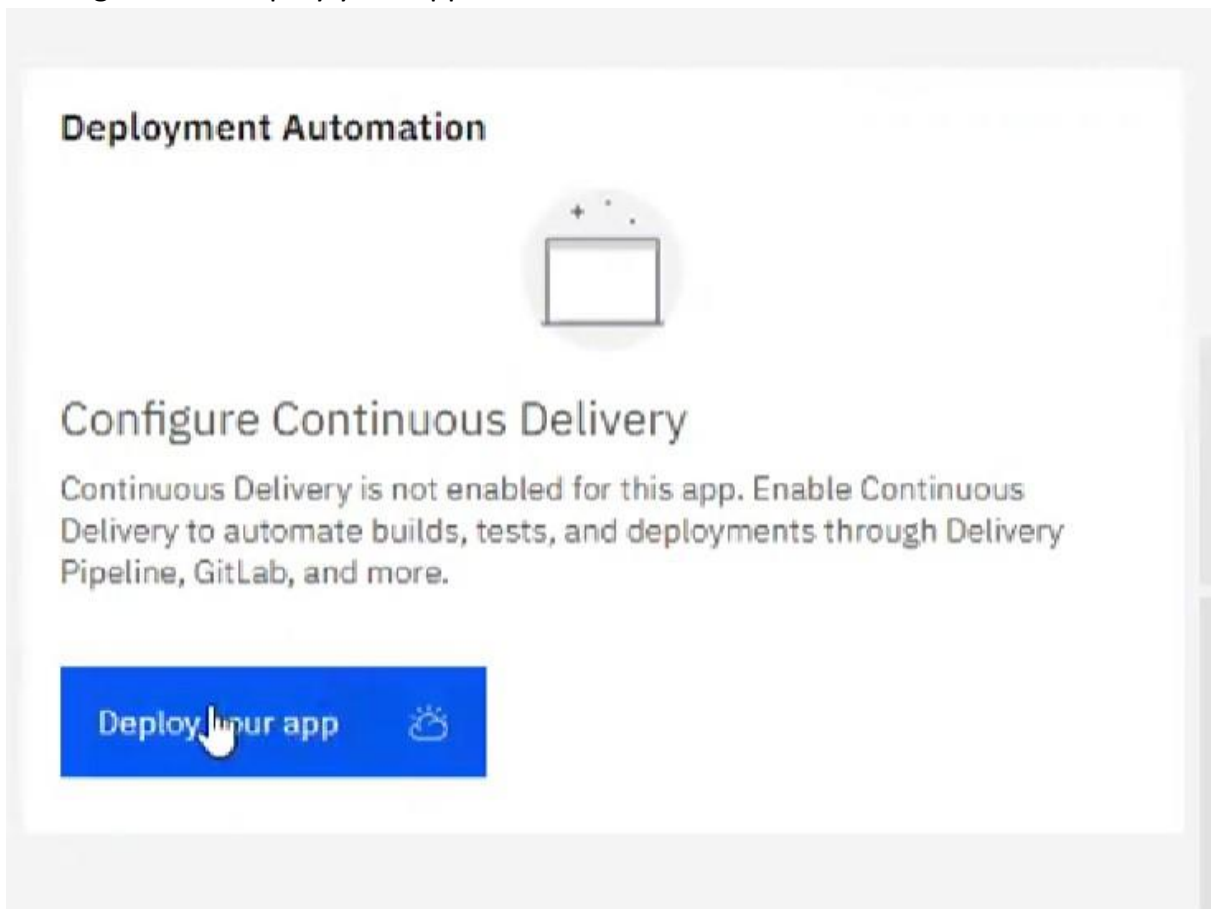 Deployment Automation
Configure Continuous Delivery
Continuous Delivery is not enabled for this app. Enable Continuous
Delivery to automate builds, tests, and deployments through Delivery
Pipeline, GitLab, and more.
Deploy your app